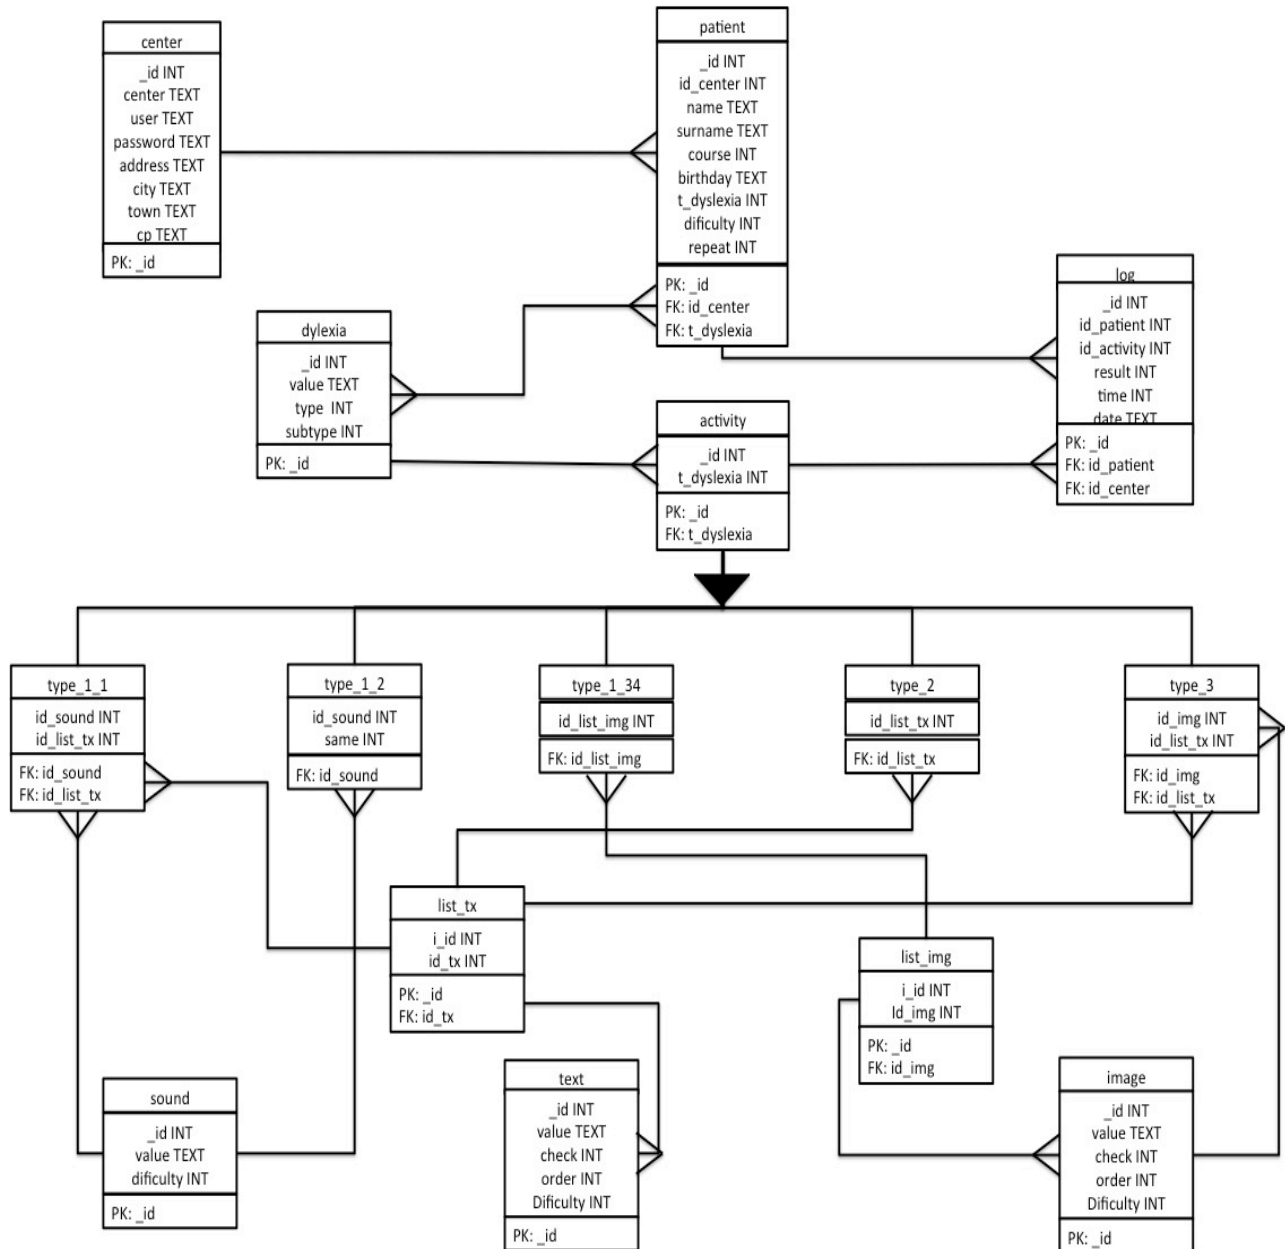 center
_id INT
center TEXT
user TEXT
password TEXT
address TEXT
city TEXT
town TEXT
cp TEXT
PK: _id
patient
_id INT
id_center INT
name TEXT
surname TEXT
course INT
birthday TEXT
t_dyslexia INT
dificulty INT
repeat INT
PK: _id
FK: id_center
FK: t_dyslexia
log
_id INT
id_patient INT
id_activity INT
result INT
time INT
date TEXT
PK: _id
FK: id_patient
FK: id_center
dylexia
_id INT
value TEXT
type INT
subtype INT
PK: _id
activity
_id INT
t_dyslexia INT
PK: _id
FK: t_dyslexia
type_1_1
id_sound INT
id_list_tx INT
FK: id_sound
FK: id_list_tx
type_1_2
id_sound INT
same INT
FK: id_sound
type_1_34
id_list_img INT
FK: id_list_img
type_2
id_list_tx INT
FK: id_list_tx
type_3
id_img INT
id_list_tx INT
FK: id_img
FK: id_list_tx
list_tx
i_id INT
id_tx INT
PK: _id
FK: id_tx
list_img
i_id INT
Id_img INT
PK: _id
FK: id_img
sound
_id INT
value TEXT
dificulty INT
PK: _id
text
_id INT
value TEXT
check INT
order INT
Dificulty INT
PK: _id
image
_id INT
value TEXT
check INT
order INT
Dificulty INT
PK: _id